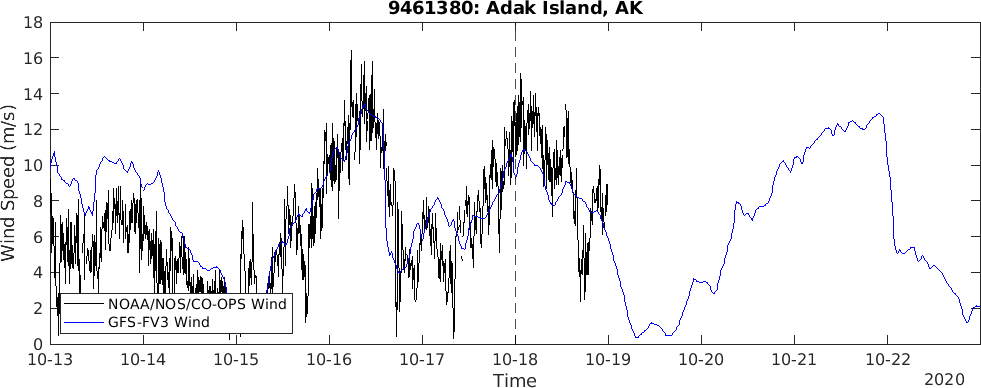 9461380: Adak Island, AK
Wind Speed (m/s)
18
16
14
12
10
8
6
4
2
0
NOAA/NOS/CO-OPS Wind
GFS-FV3 Wind
10-13 10-14 10-15 10-16 10-17 10-18 10-19 10-20 10-21 10-22
Time
2020